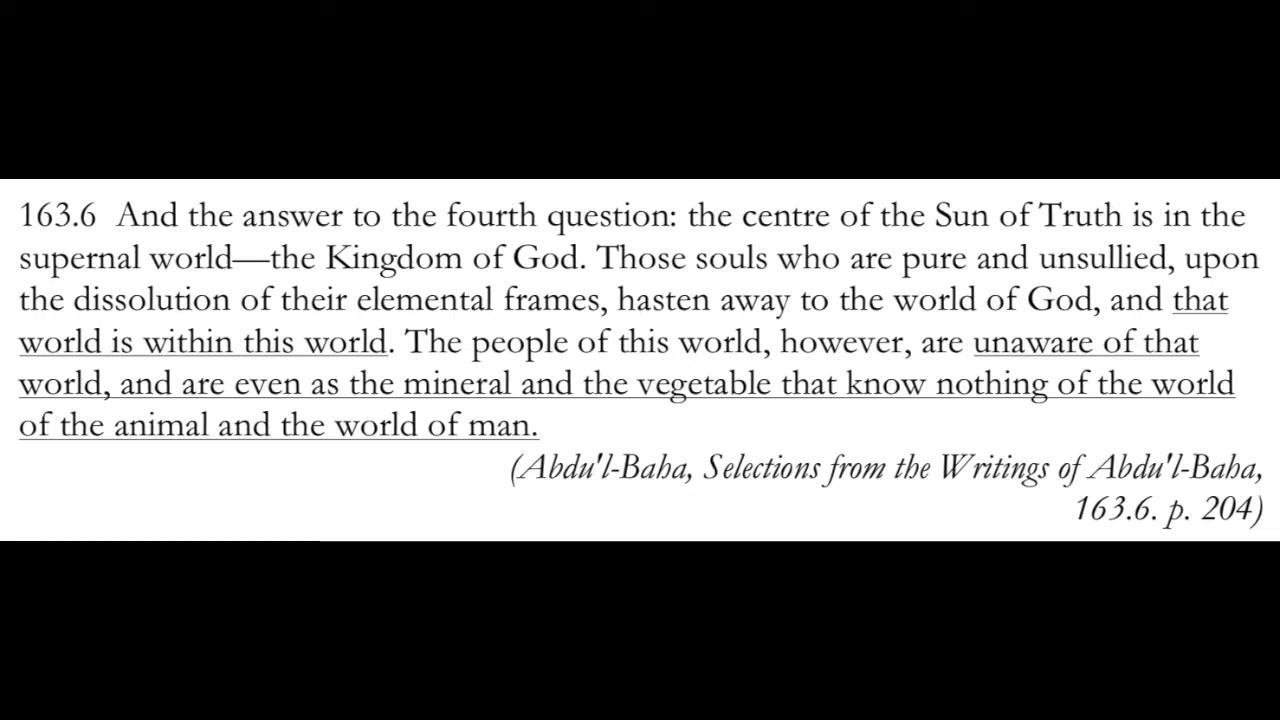 163.6  And the answer to the fourth question: the centre of the Sun of Truth is in the
supernal world—the Kingdom of God. Those souls who are pure and unsullied, upon
the dissolution of their elemental frames, hasten away to the world of God, and that
world is within this world. The people of this world, however, are unaware of that
world, and are even as the mineral and the vegetable that know nothing of the world
of the animal and the world of man.
(Abdu'l-Baha, Selections from the Writings of Abdu'l-Baha,
163.6. p. 204)